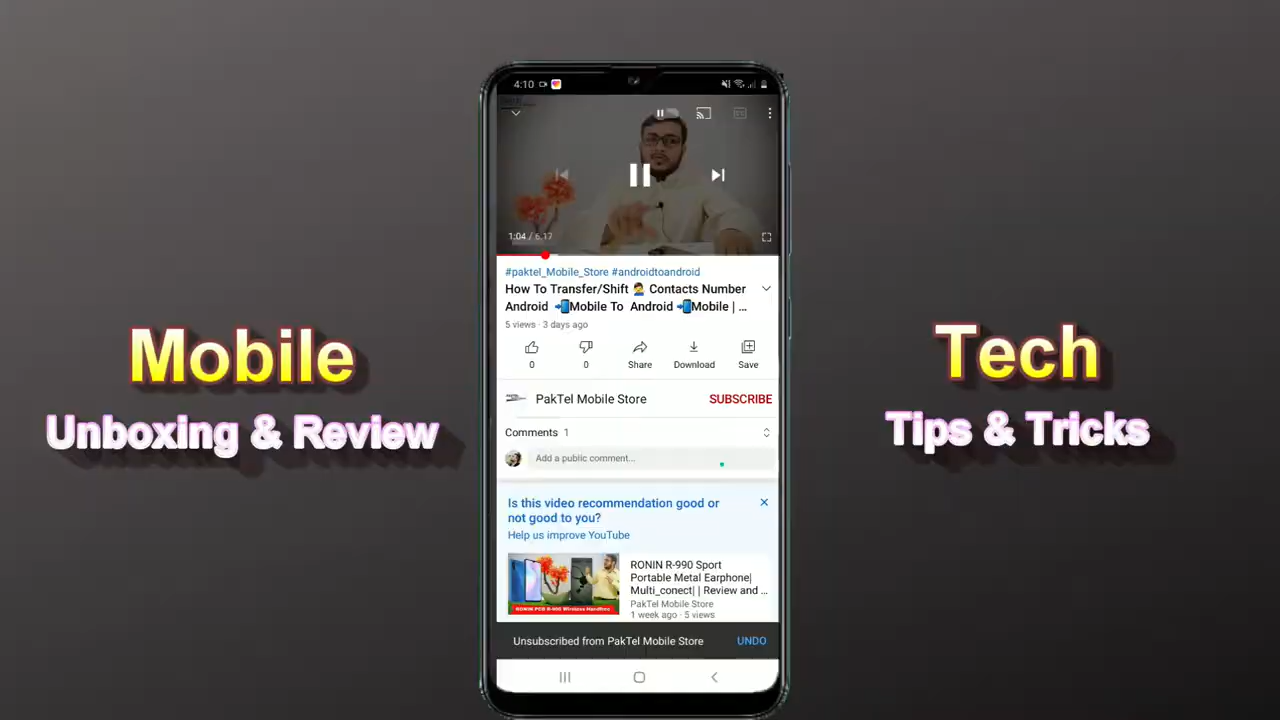 4:10
1:04 / 6:17
#paktel_Mobile_Store #androidtoandroid
How To Transfer/Shift 🙍 Contacts Number
Android 📲Mobile To Android 📲Mobile | ...
5 views · 3 days ago
0
0
Share
Download
Save
PakTel Mobile Store
SUBSCRIBE
Comments 1
Add a public comment...
Is this video recommendation good or
not good to you?
Help us improve YouTube
RONIN R-990 Sport
Portable Metal Earphone|
Multi_conect| | Review and ...
PakTel Mobile Store
1 week ago · 5 views
Unsubscribed from PakTel Mobile Store
UNDO
Mobile
Unboxing & Review
Tech
Tips & Tricks